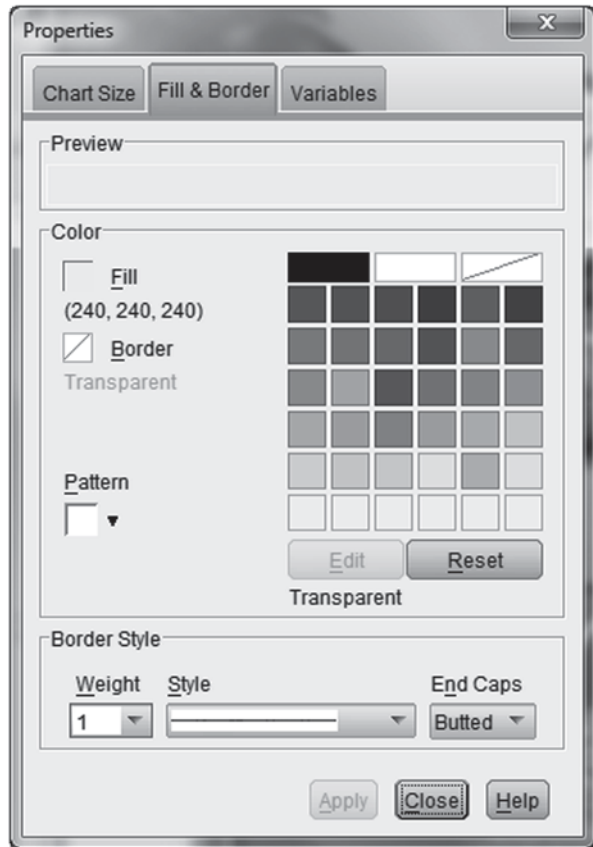 Properties
Chart Size Fill & Border Variables
Preview
Color
Fill
(240, 240, 240)
Border
Transparent
Pattern
Edit Reset
Transparent
Border Style
Weight Style End Caps
1 Butted
Apply Close Help